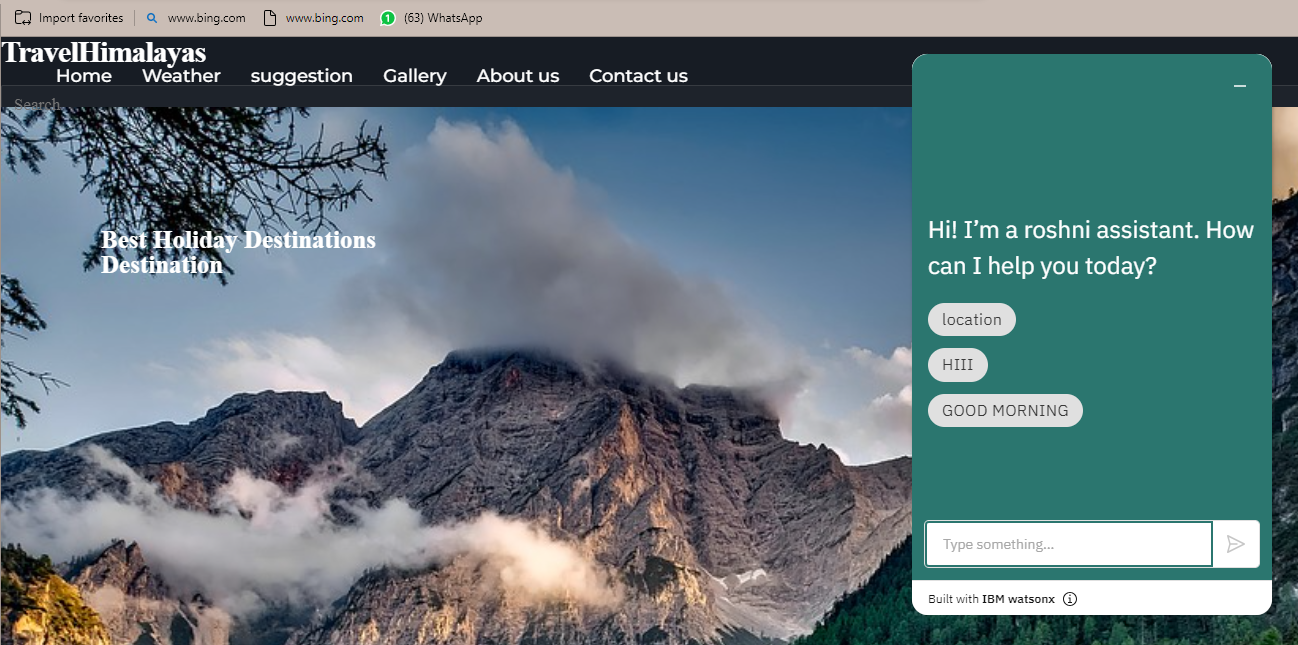 Import favorites www.bing.com www.bing.com 1 (63) WhatsApp
TravelHimalayas
Home Weather suggestion Gallery About us Contact us
Search
Best Holiday Destinations
Destination
Hi! I’m a roshni assistant. How
can I help you today?
location
HIII
GOOD MORNING
Type something...
Built with IBM watsonx